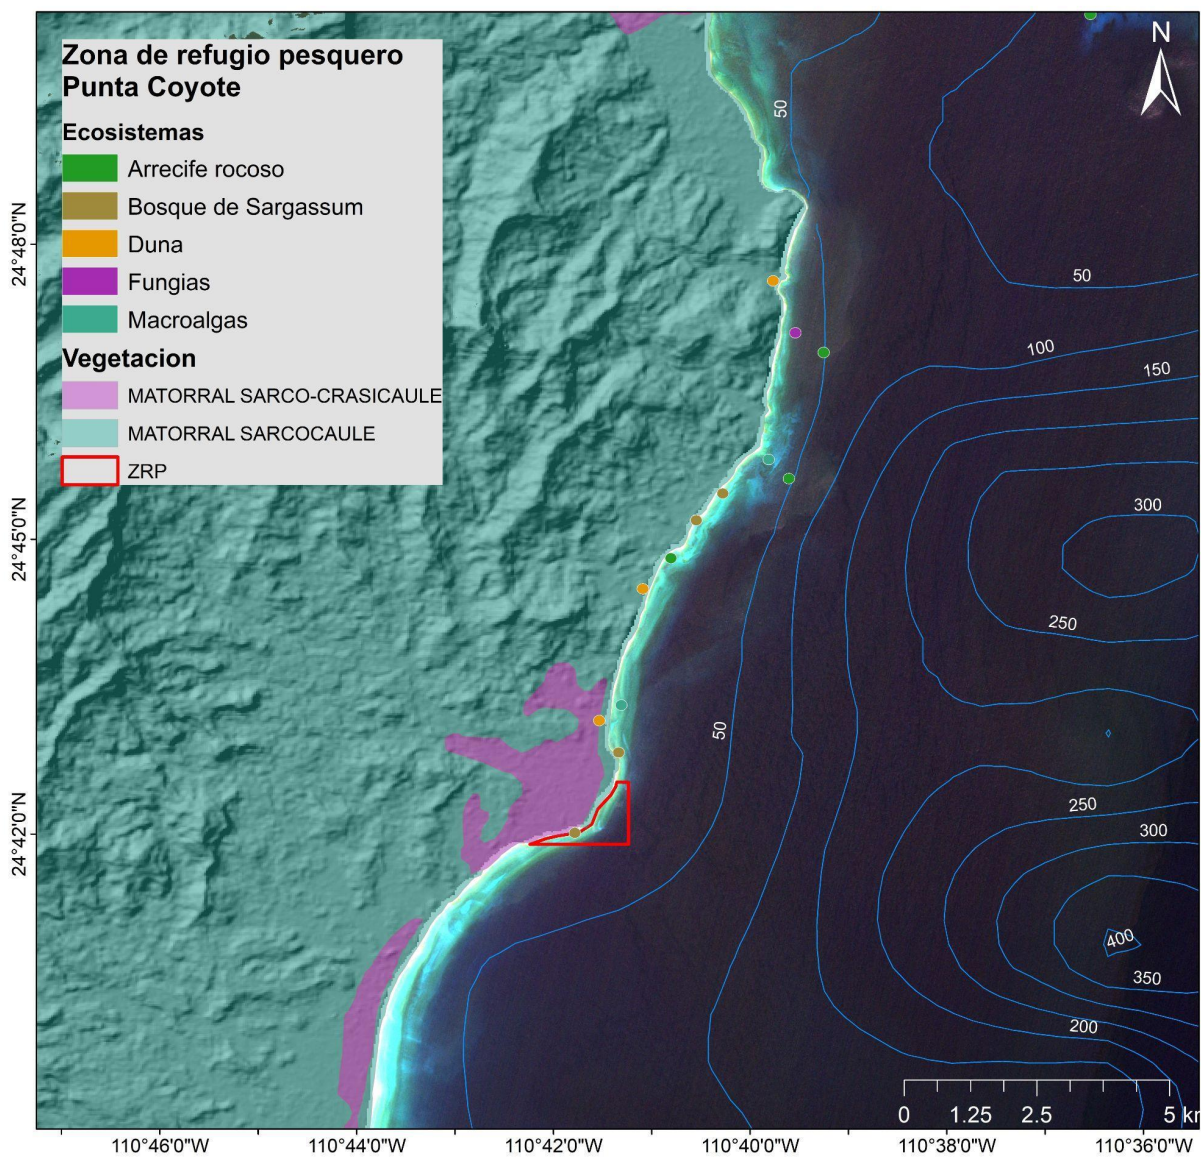 Zona de refugio pesquero
Punta Coyote
Ecosistemas
Arrecife rocoso
Bosque de Sargassum
Duna
Fungias
Macroalgas
Vegetacion
MATORRAL SARCO-CRASICAULE
MATORRAL SARCOCAULE
ZRP
N
50
50
100
150
300
250
50
250
300
400
350
200
0 1.25 2.5 5 km
24°48'0"N
24°45'0"N
24°42'0"N
110°46'0"W 110°44'0"W 110°42'0"W 110°40'0"W 110°38'0"W 110°36'0"W